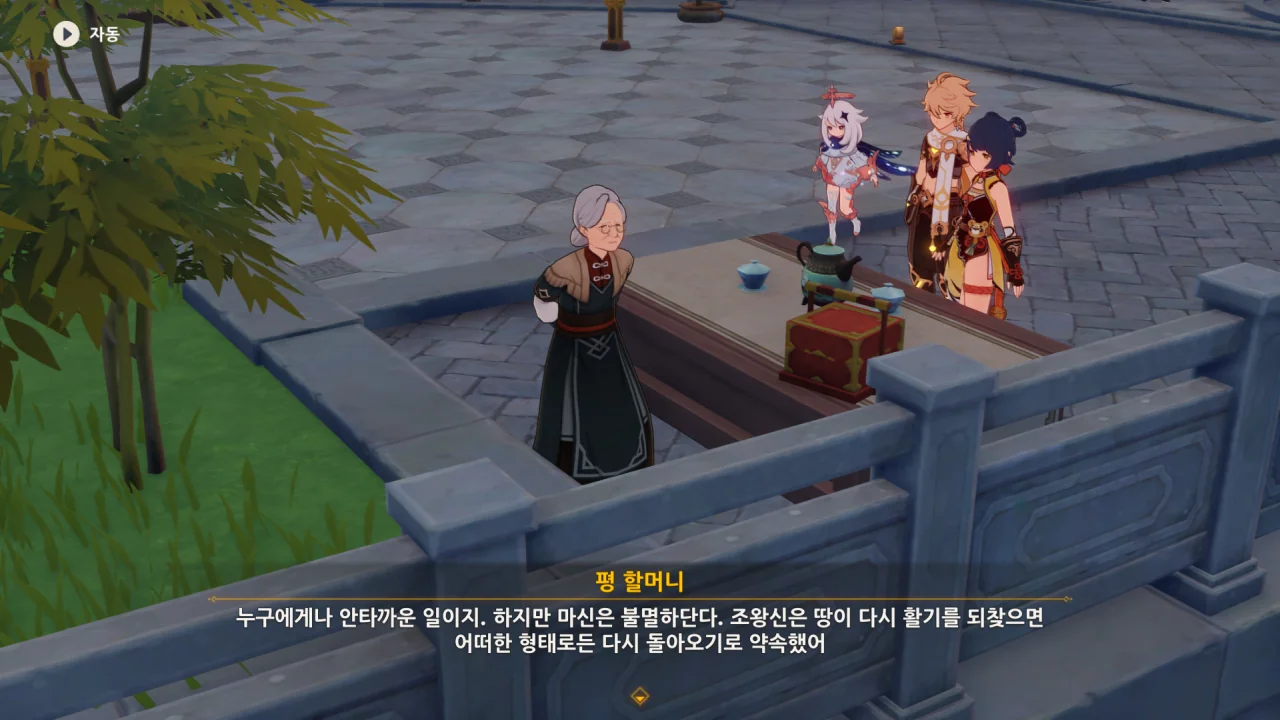 자동
평 할머니
누구에게나 안타까운 일이지. 하지만 마신은 불멸하단다. 조왕신은 땅이 다시 활기를 되찾으면
어떠한 형태로든 다시 돌아오기로 약속했어